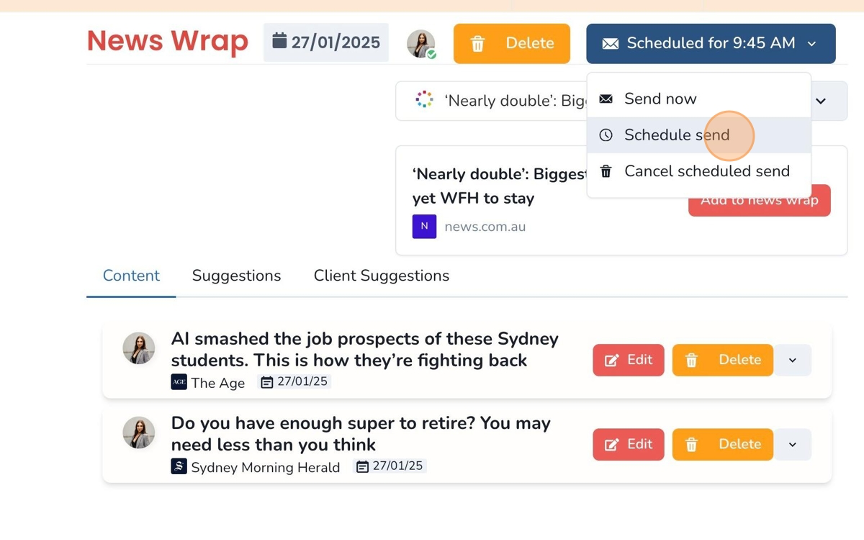 News Wrap
27/01/2025
Delete
Scheduled for 9:45 AM
Send now
Schedule send
Cancel scheduled send
‘Nearly double’: Big
‘Nearly double’: Biggest
yet WFH to stay
Add to news wrap
N
news.com.au
Content
Suggestions
Client Suggestions
AI smashed the job prospects of these Sydney
students. This is how they’re fighting back
AGE The Age
27/01/25
Edit
Delete
Do you have enough super to retire? You may
need less than you think
S Sydney Morning Herald
27/01/25
Edit
Delete